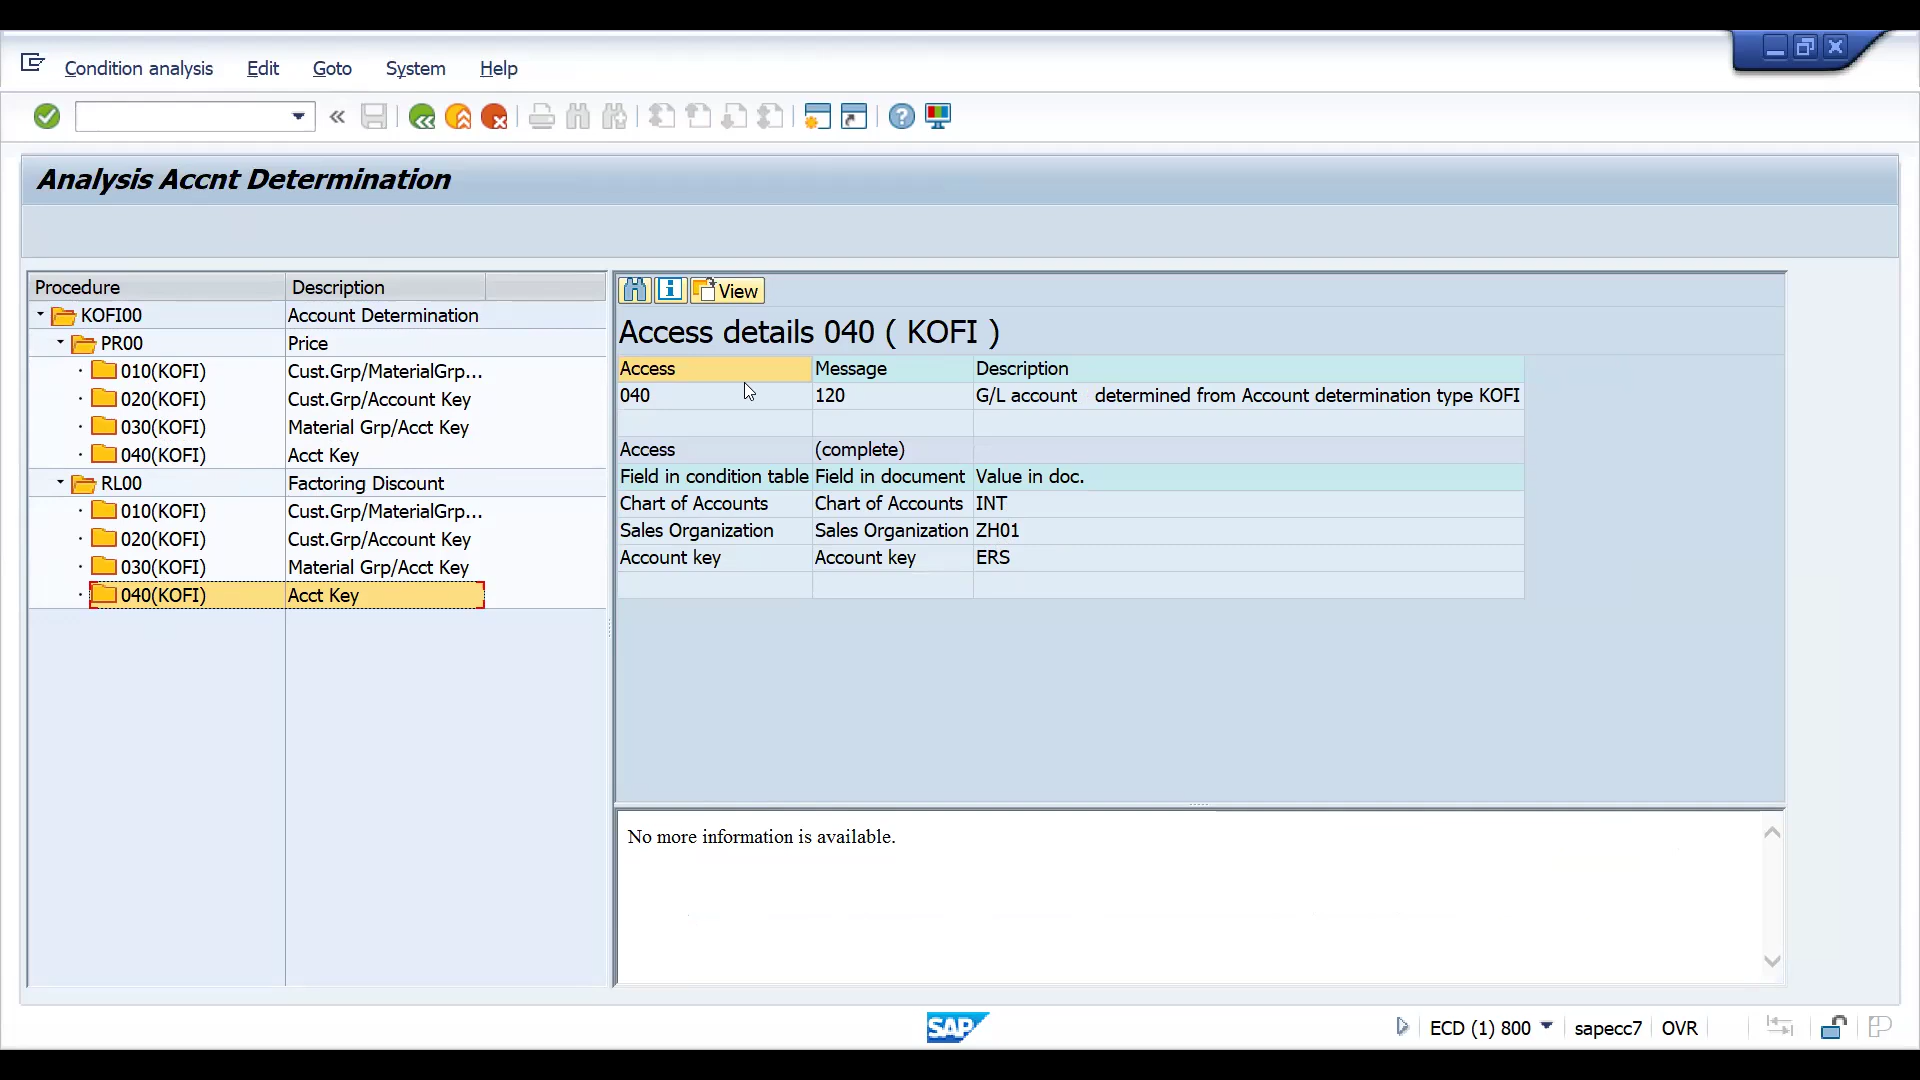 Condition analysis Edit Goto System Help
Analysis Accnt Determination
Procedure Description
KOFI00 Account Determination
PR00 Price
010(KOFI) Cust.Grp/MaterialGrp...
020(KOFI) Cust.Grp/Account Key
030(KOFI) Material Grp/Acct Key
040(KOFI) Acct Key
RL00 Factoring Discount
010(KOFI) Cust.Grp/MaterialGrp...
020(KOFI) Cust.Grp/Account Key
030(KOFI) Material Grp/Acct Key
040(KOFI) Acct Key
View
Access details 040 ( KOFI )
Access Message Description
040 120 G/L account determined from Account determination type KOFI
Access (complete)
Field in condition table Field in document Value in doc.
Chart of Accounts Chart of Accounts INT
Sales Organization Sales Organization ZH01
Account key Account key ERS
No more information is available.
SAP
ECD (1) 800 sapecc7 OVR